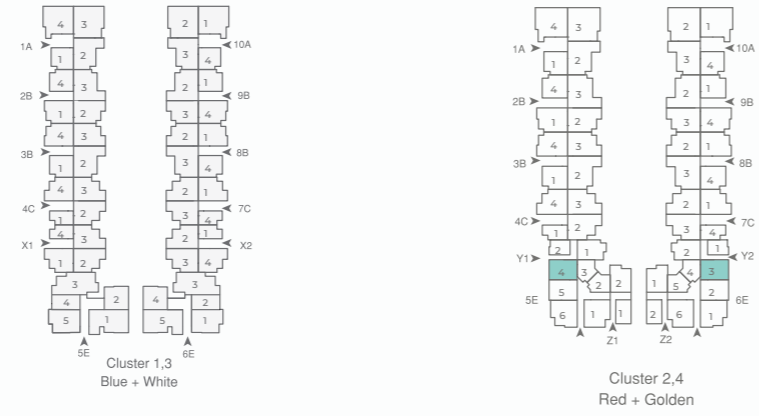 4 3 2 1
1A 10A
1 2 3 4
4 3 2 1
2B 9B
1 2 3 4
4 3 2 1
3B 8B
1 2 3 4
4 3 2 1
4C 7C
1 2 3 4
4 3 2 1
X1 X2
1 2 3 4
3 3
4 2 4 2
5 1 5 1
5E 6E
Cluster 1,3
Blue + White
4 3 2 1
1A 10A
1 2 3 4
4 3 2 1
2B 9B
1 2 3 4
4 3 2 1
3B 8B
1 2 3 4
4 3 2 1
4C 7C
1 2 3 4
2 1 2 1
Y1 Y2
4 3 4 3
5 2 2 1 5 2
5E 6E
6 1 1 2 6 1
Z1 Z2
Cluster 2,4
Red + Golden